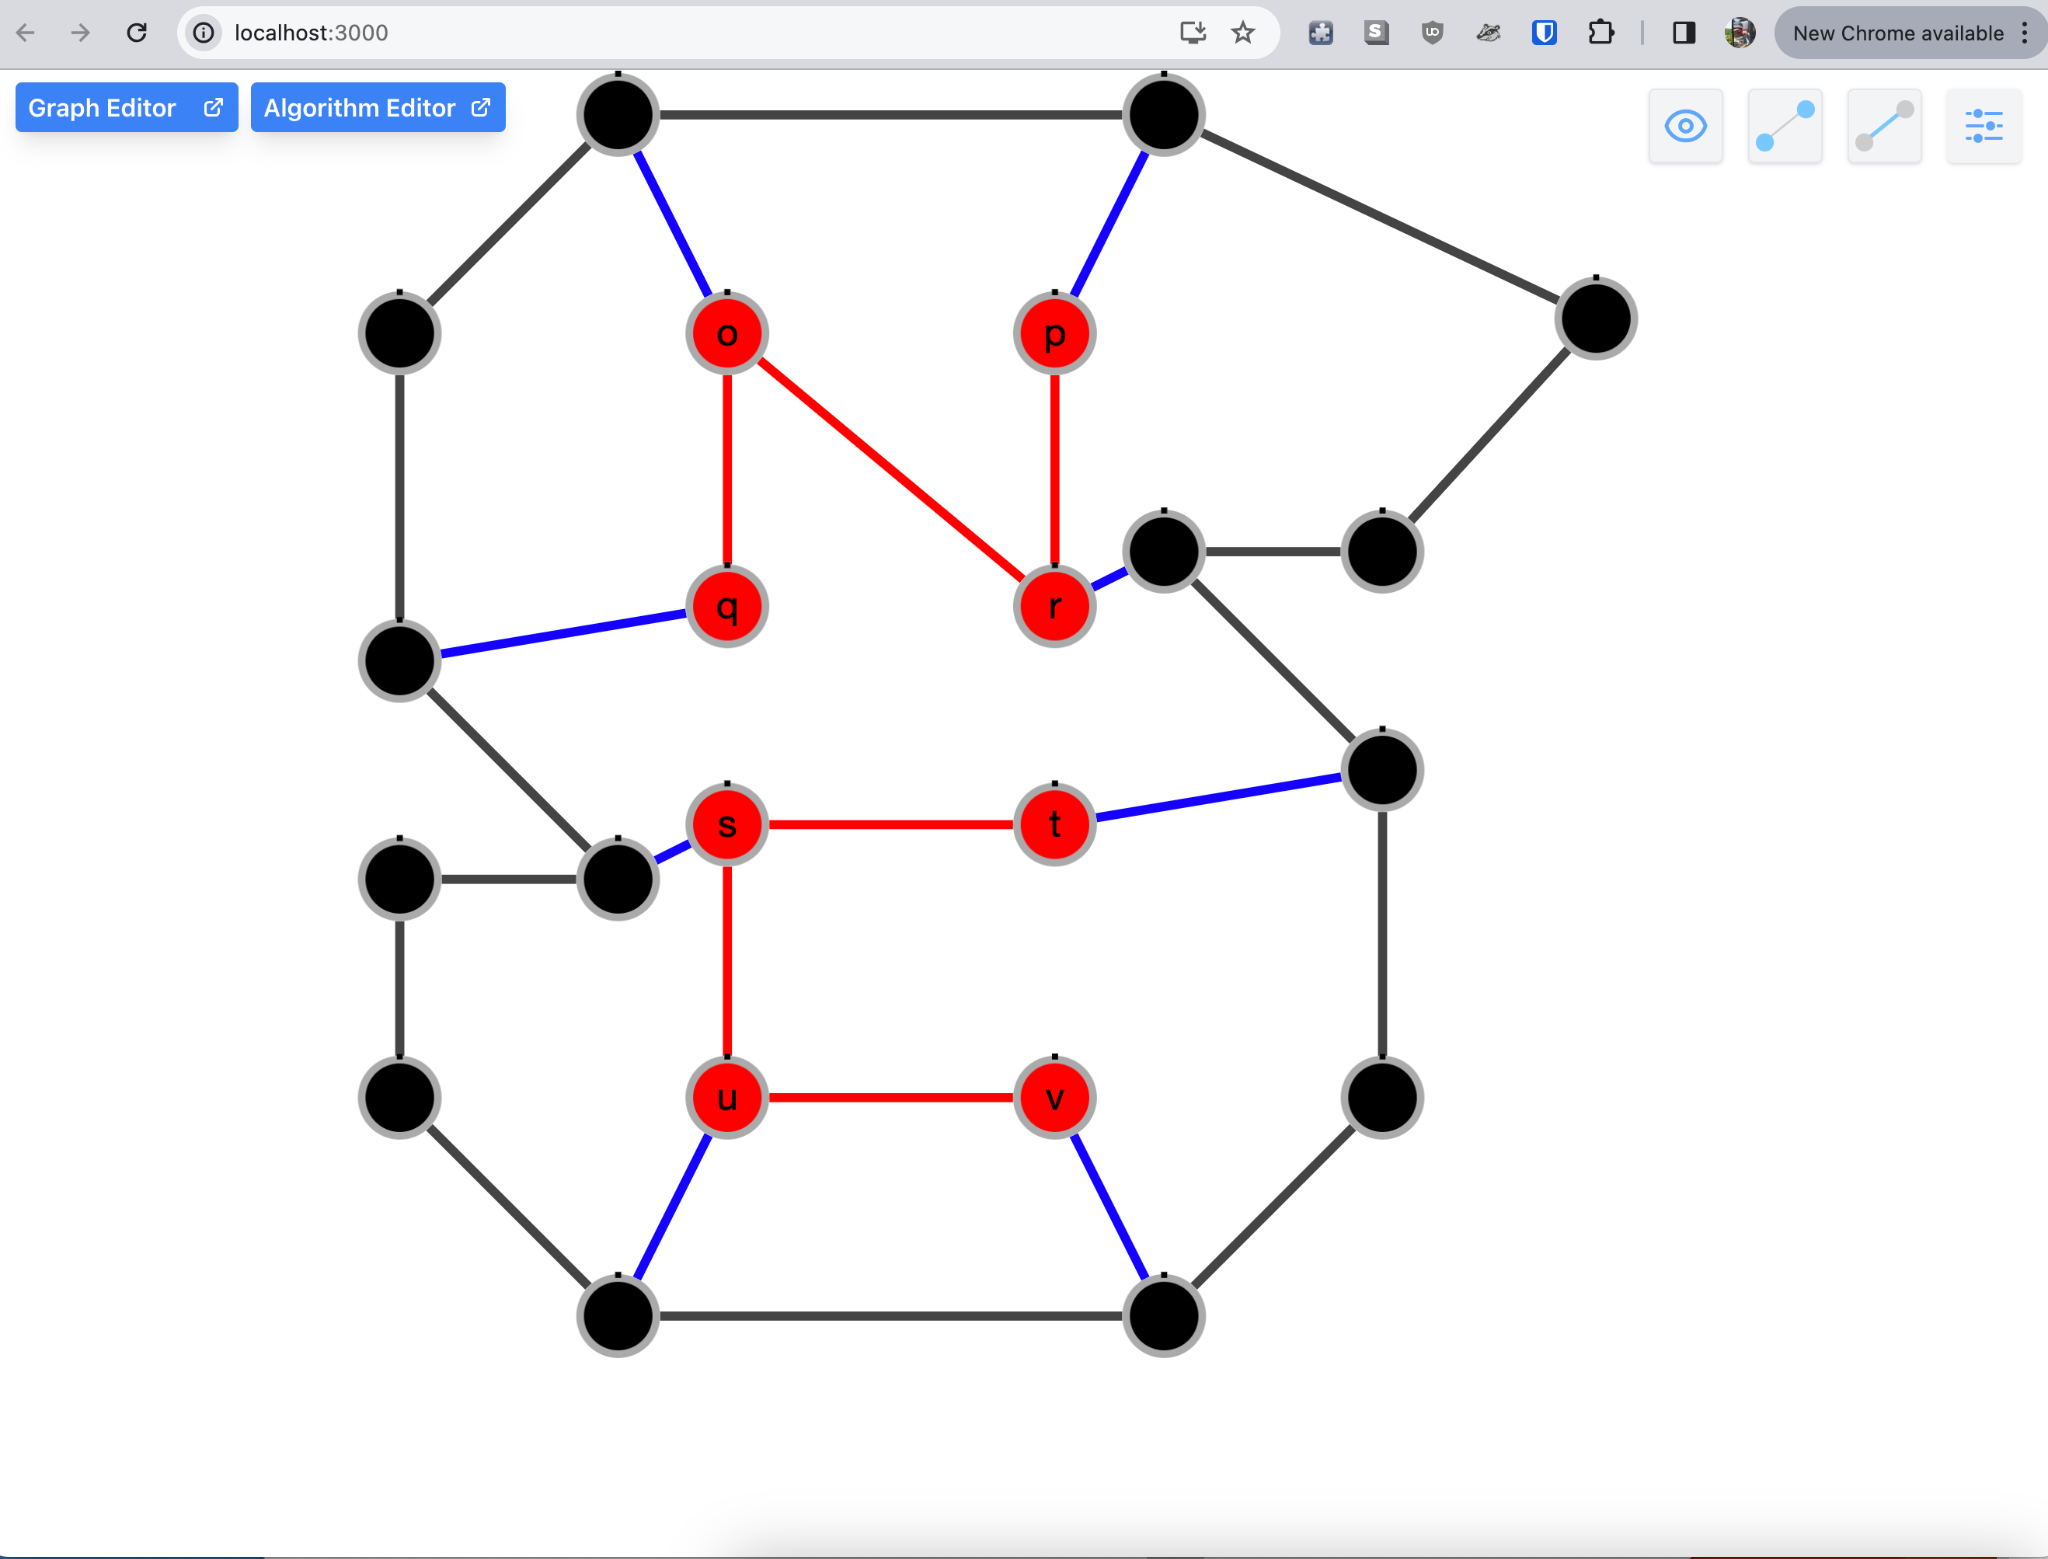 localhost:3000
New Chrome available
Graph Editor
Algorithm Editor
o
p
q
r
s
t
u
v